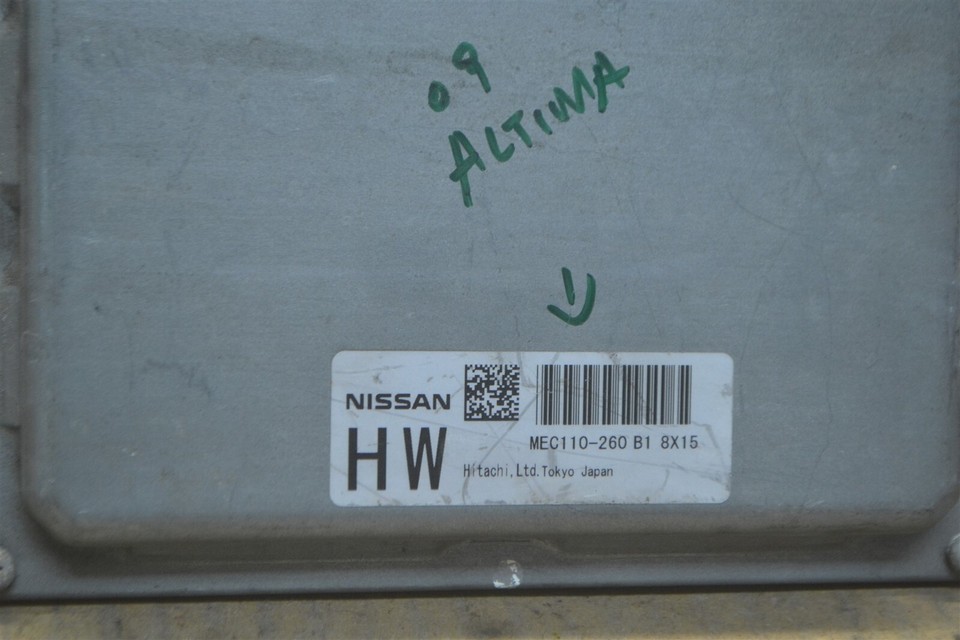 09
ALTIMA
NISSAN
HW
MEC110-260 B1 8X15
Hitachi,Ltd.Tokyo Japan